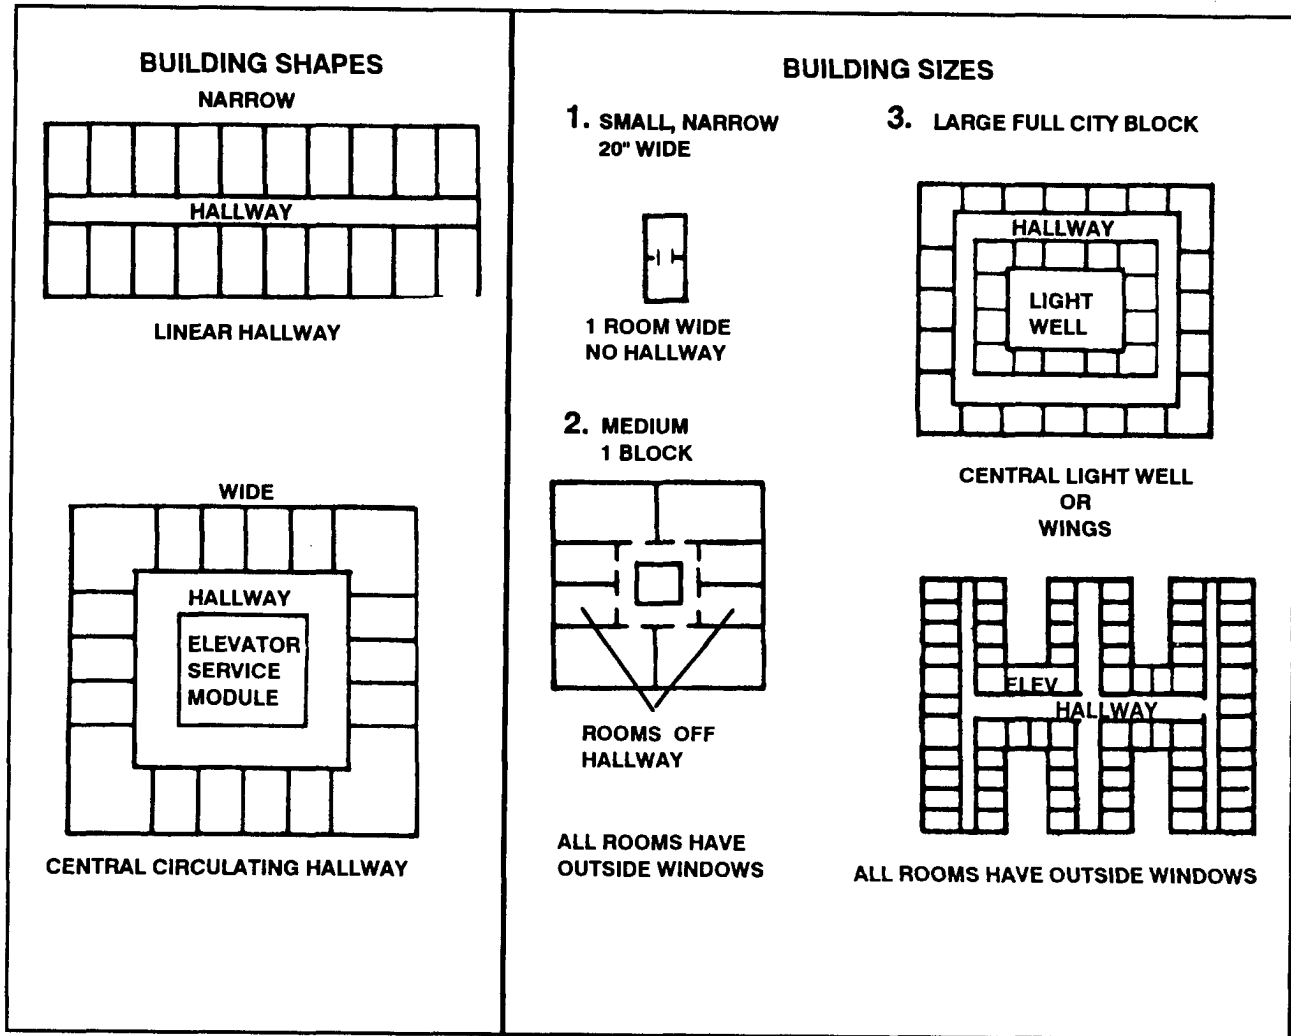 BUILDING SHAPES
NARROW
HALLWAY
LINEAR HALLWAY
WIDE
HALLWAY
ELEVATOR
SERVICE
MODULE
CENTRAL CIRCULATING HALLWAY
BUILDING SIZES
1. SMALL, NARROW
20" WIDE
1 ROOM WIDE
NO HALLWAY
2. MEDIUM
1 BLOCK
ROOMS OFF
HALLWAY
ALL ROOMS HAVE
OUTSIDE WINDOWS
3. LARGE FULL CITY BLOCK
HALLWAY
LIGHT
WELL
CENTRAL LIGHT WELL
OR
WINGS
ELEV
HALLWAY
ALL ROOMS HAVE OUTSIDE WINDOWS